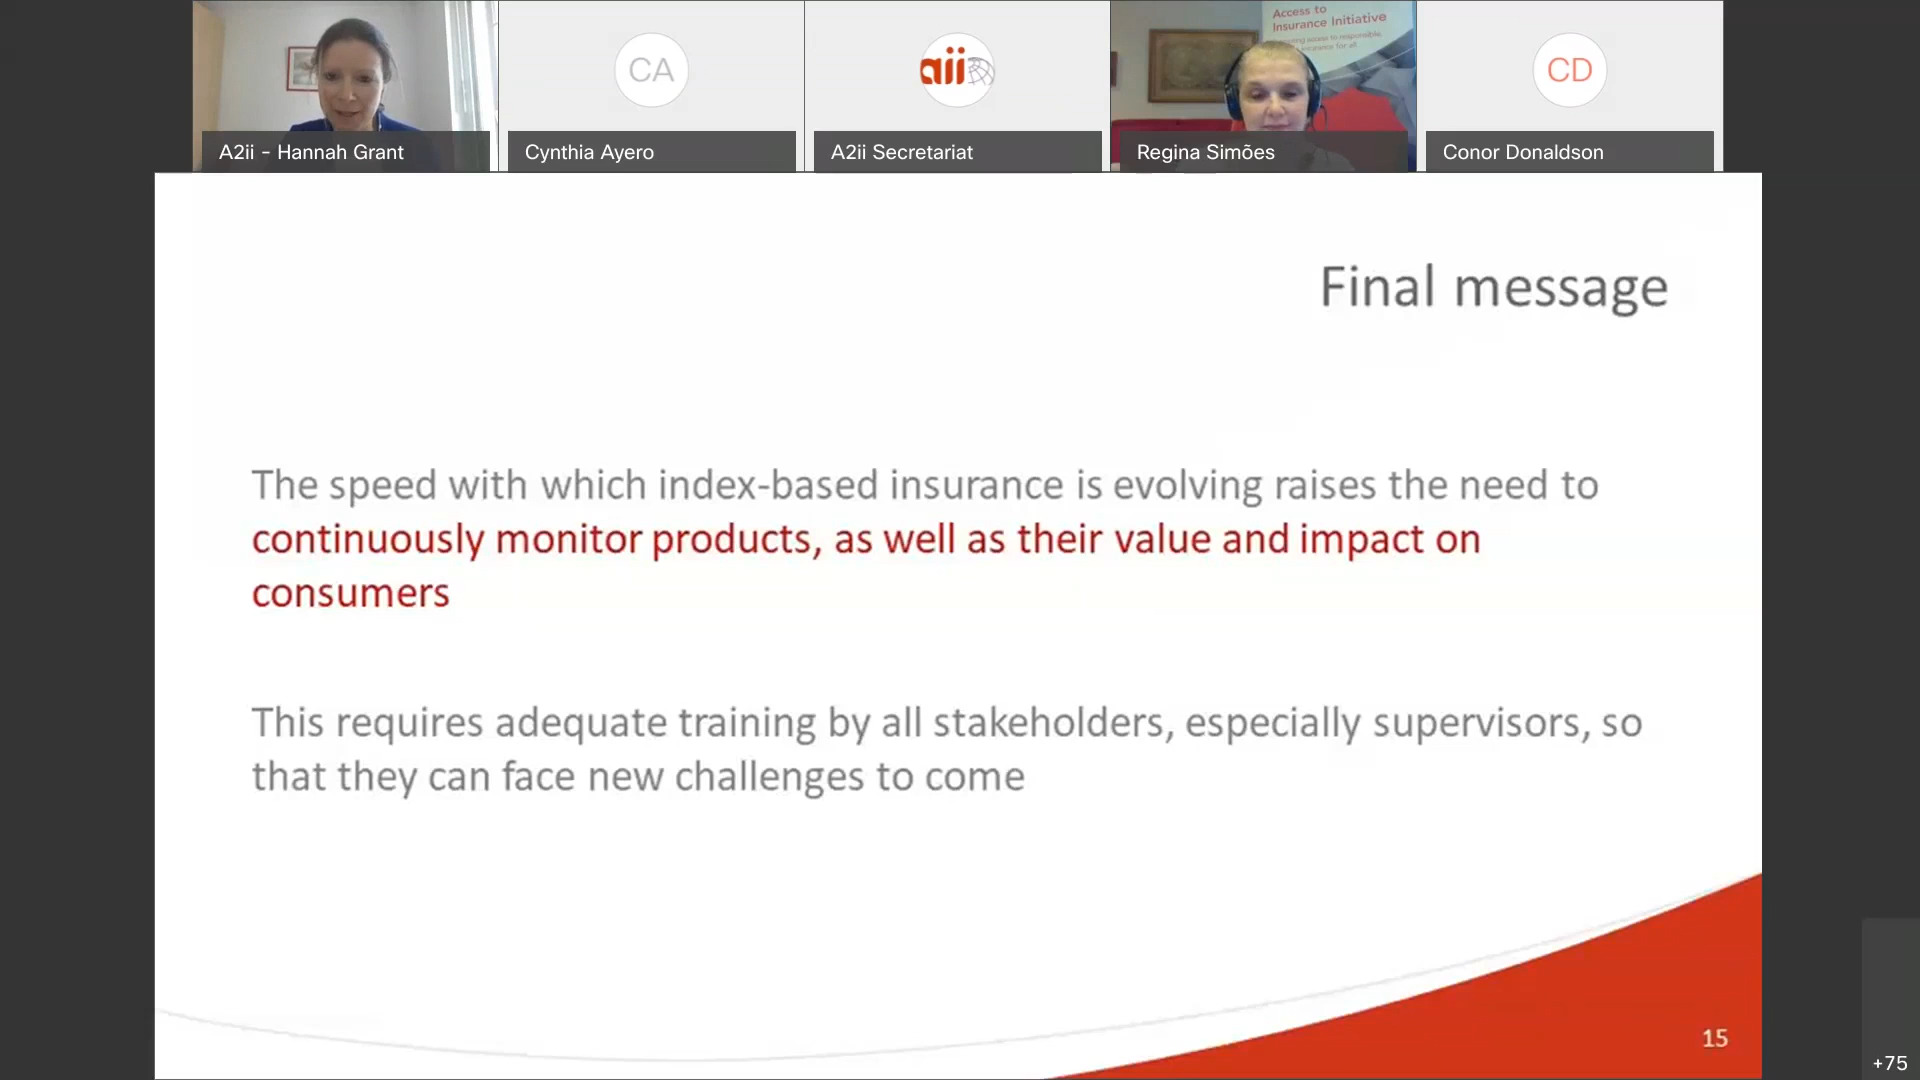 Access to
Insurance Initiative
insurance for all
CA
aii
CD
A2ii - Hannah Grant
Cynthia Ayero
A2ii Secretariat
Regina Simões
Conor Donaldson
Final message
The speed with which index-based insurance is evolving raises the need to
continuously monitor products, as well as their value and impact on
consumers
This requires adequate training by all stakeholders, especially supervisors, so
that they can face new challenges to come
15
+75